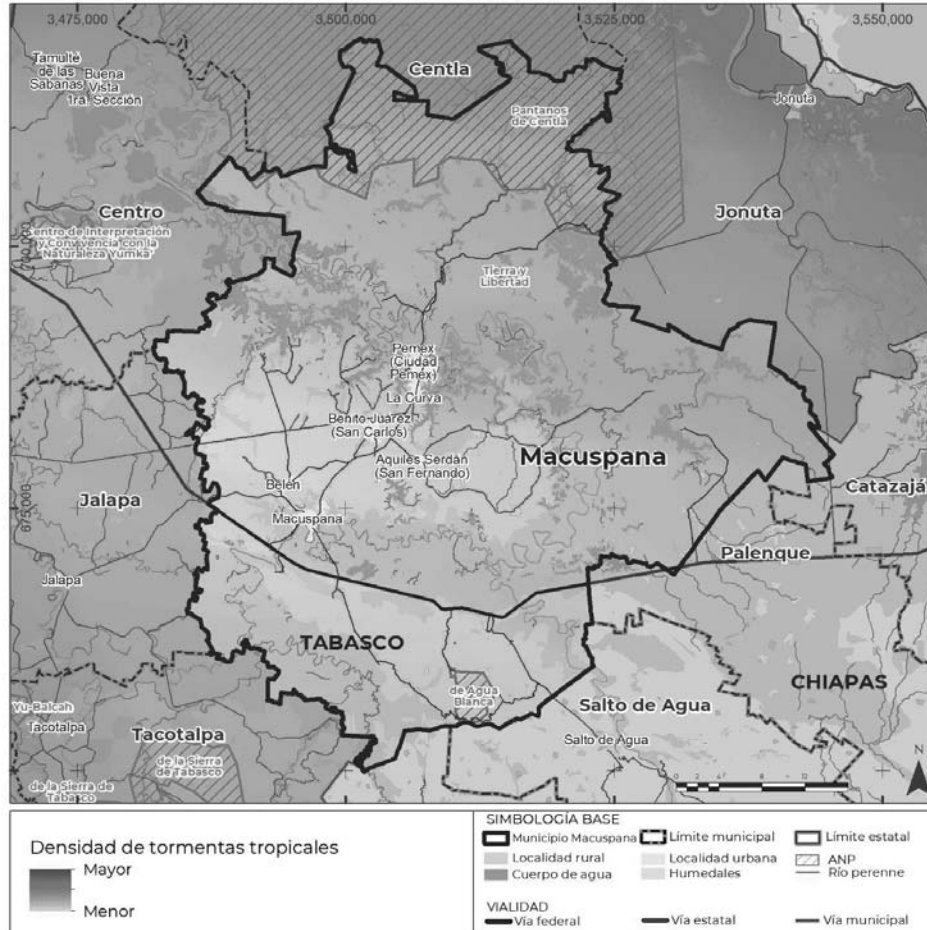 3,475,000
3,500,000
3,525,000
3,550,000
Tamulté
de las
Sabanas
Buena
Vista
1ra. Sección
Centla
Pantanos
de Centla
Jonuta
Centro
Jonuta
Centro de Interpretación
y Convivencia con la
Naturaleza Yumká'
Tierra y
Libertad
Pemex
(Ciudad
Pemex)
La Curva
Benito Juárez
(San Carlos)
Aquiles Serdán
(San Fernando)
Macuspana
Belén
Catazajá
675,000
Jalapa
Macuspana
Palenque
Jalapa
TABASCO
CHIAPAS
de Agua
Blanca
Salto de Agua
Yu-Balcah
Tacotalpa
Tacotalpa
Salto de Agua
de la Sierra
de Tabasco
de la Sierra de
Tabasco
N
Densidad de tormentas tropicales
Mayor
Menor
SIMBOLOGÍA BASE
Municipio Macuspana
Límite municipal
Límite estatal
Localidad rural
Localidad urbana
ANP
Cuerpo de agua
Humedales
Río perenne
VIALIDAD
Vía federal
Vía estatal
Vía municipal